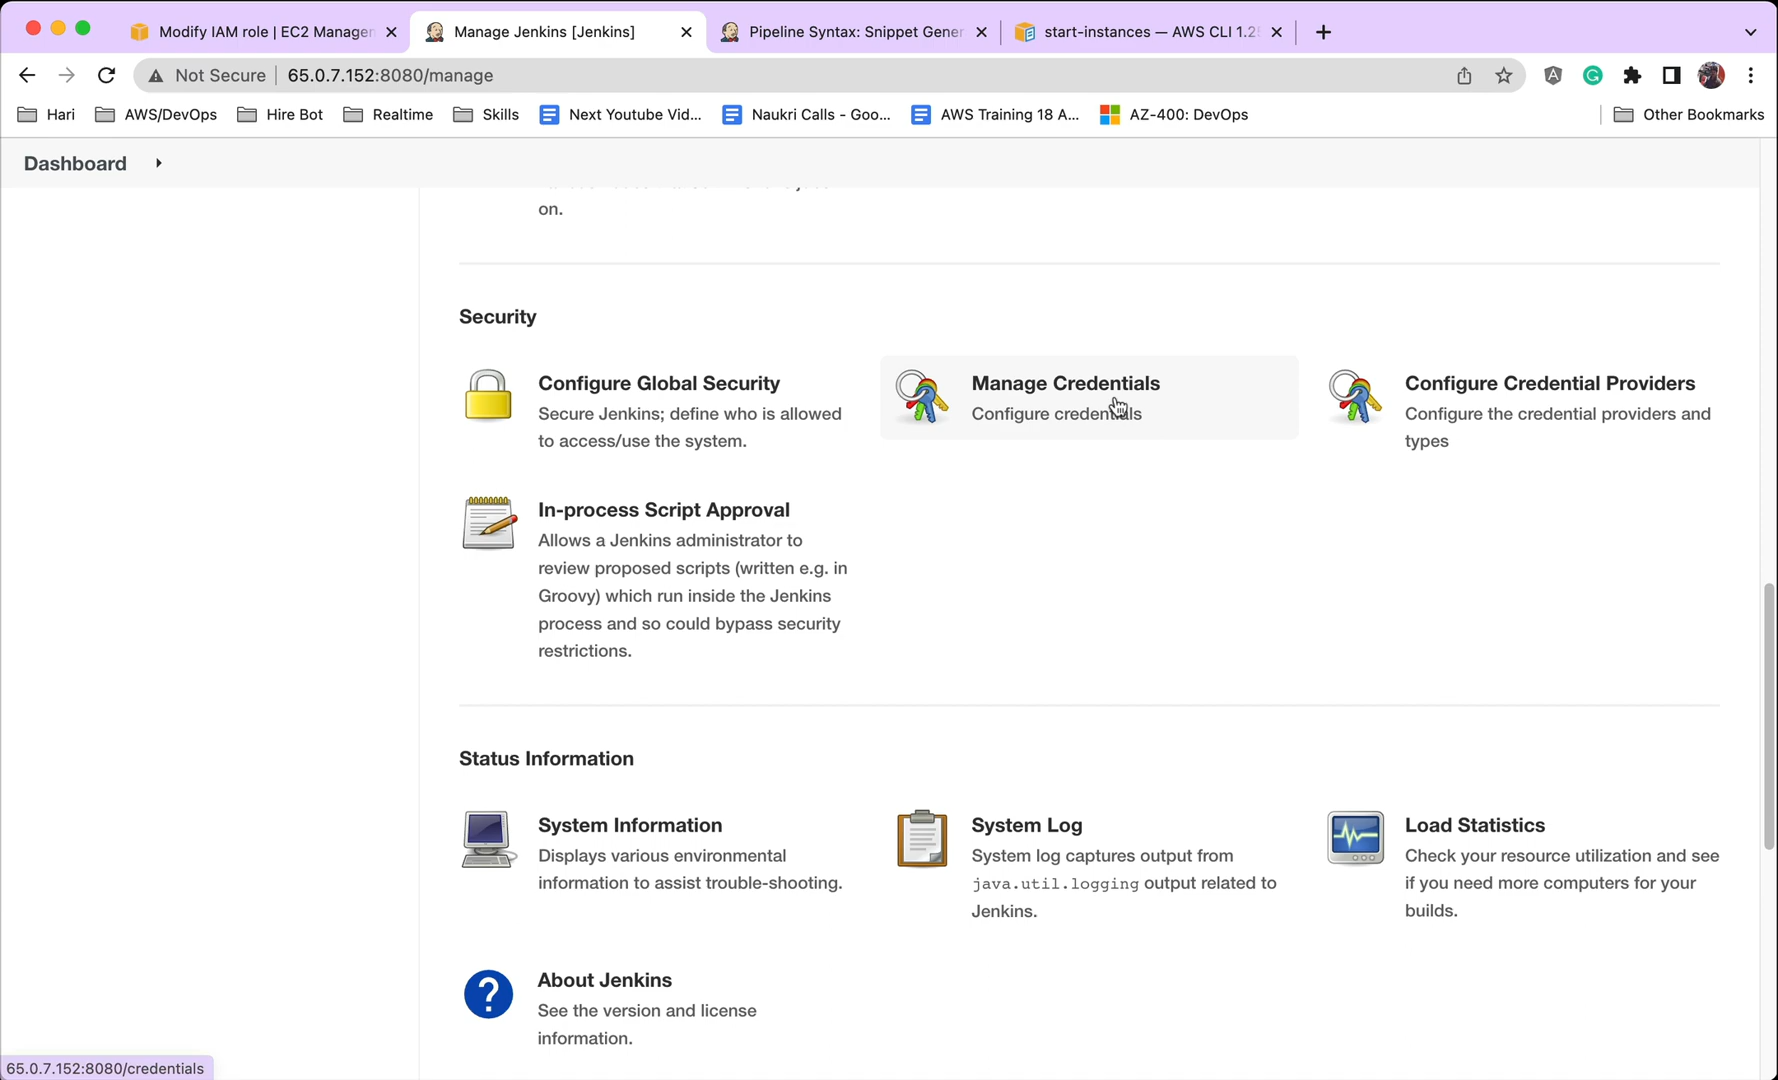 Modify IAM role | EC2 Manager
Manage Jenkins [Jenkins]
Pipeline Syntax: Snippet Gener
start-instances — AWS CLI 1.25
Not Secure
65.0.7.152:8080/manage
Hari
AWS/DevOps
Hire Bot
Realtime
Skills
Next Youtube Vid...
Naukri Calls - Goo...
AWS Training 18 A...
AZ-400: DevOps
Other Bookmarks
Dashboard
on.
Security
Configure Global Security
Secure Jenkins; define who is allowed
to access/use the system.
Manage Credentials
Configure credentials
Configure Credential Providers
Configure the credential providers and
types
In-process Script Approval
Allows a Jenkins administrator to
review proposed scripts (written e.g. in
Groovy) which run inside the Jenkins
process and so could bypass security
restrictions.
Status Information
System Information
Displays various environmental
information to assist trouble-shooting.
System Log
System log captures output from
java.util.logging output related to
Jenkins.
Load Statistics
Check your resource utilization and see
if you need more computers for your
builds.
About Jenkins
See the version and license
information.
65.0.7.152:8080/credentials